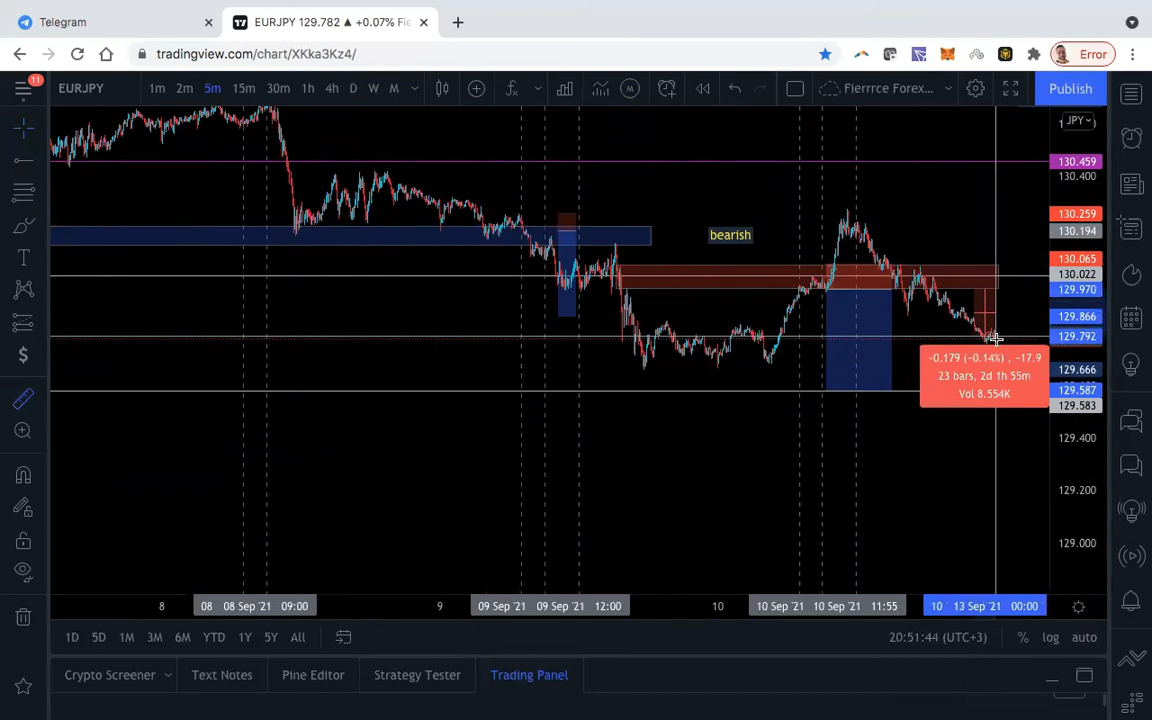 Telegram
EURJPY 129.782 ▲ +0.07% Fie
tradingview.com/chart/XKka3Kz4/
Error
11
EURJPY
1m 2m 5m 15m 30m 1h 4h D W M
Fierrrce Forex...
Publish
JPY
130.459
130.400
130.259
130.194
130.065
130.022
129.970
129.866
129.792
129.666
129.587
129.583
129.400
129.200
129.000
bearish
-0.179 (-0.14%) , -17.9
23 bars, 2d 1h 55m
Vol 8.554K
8
08
08 Sep '21
09:00
9
09 Sep '21
09 Sep '21
12:00
10
10 Sep '21
10 Sep '21
11:55
10
13 Sep '21
00:00
1D 5D 1M 3M 6M YTD 1Y 5Y All
20:51:44 (UTC+3)
% log auto
Crypto Screener
Text Notes
Pine Editor
Strategy Tester
Trading Panel